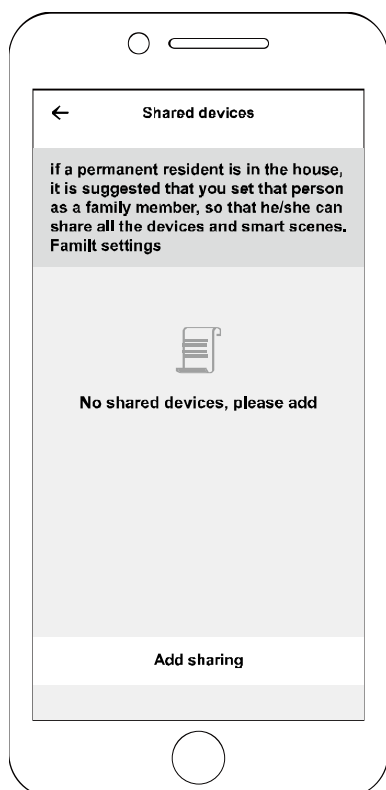 Shared devices
if a permanent resident is in the house,
it is suggested that you set that person
as a family member, so that he/she can
share all the devices and smart scenes.
Familt settings
No shared devices, please add
Add sharing